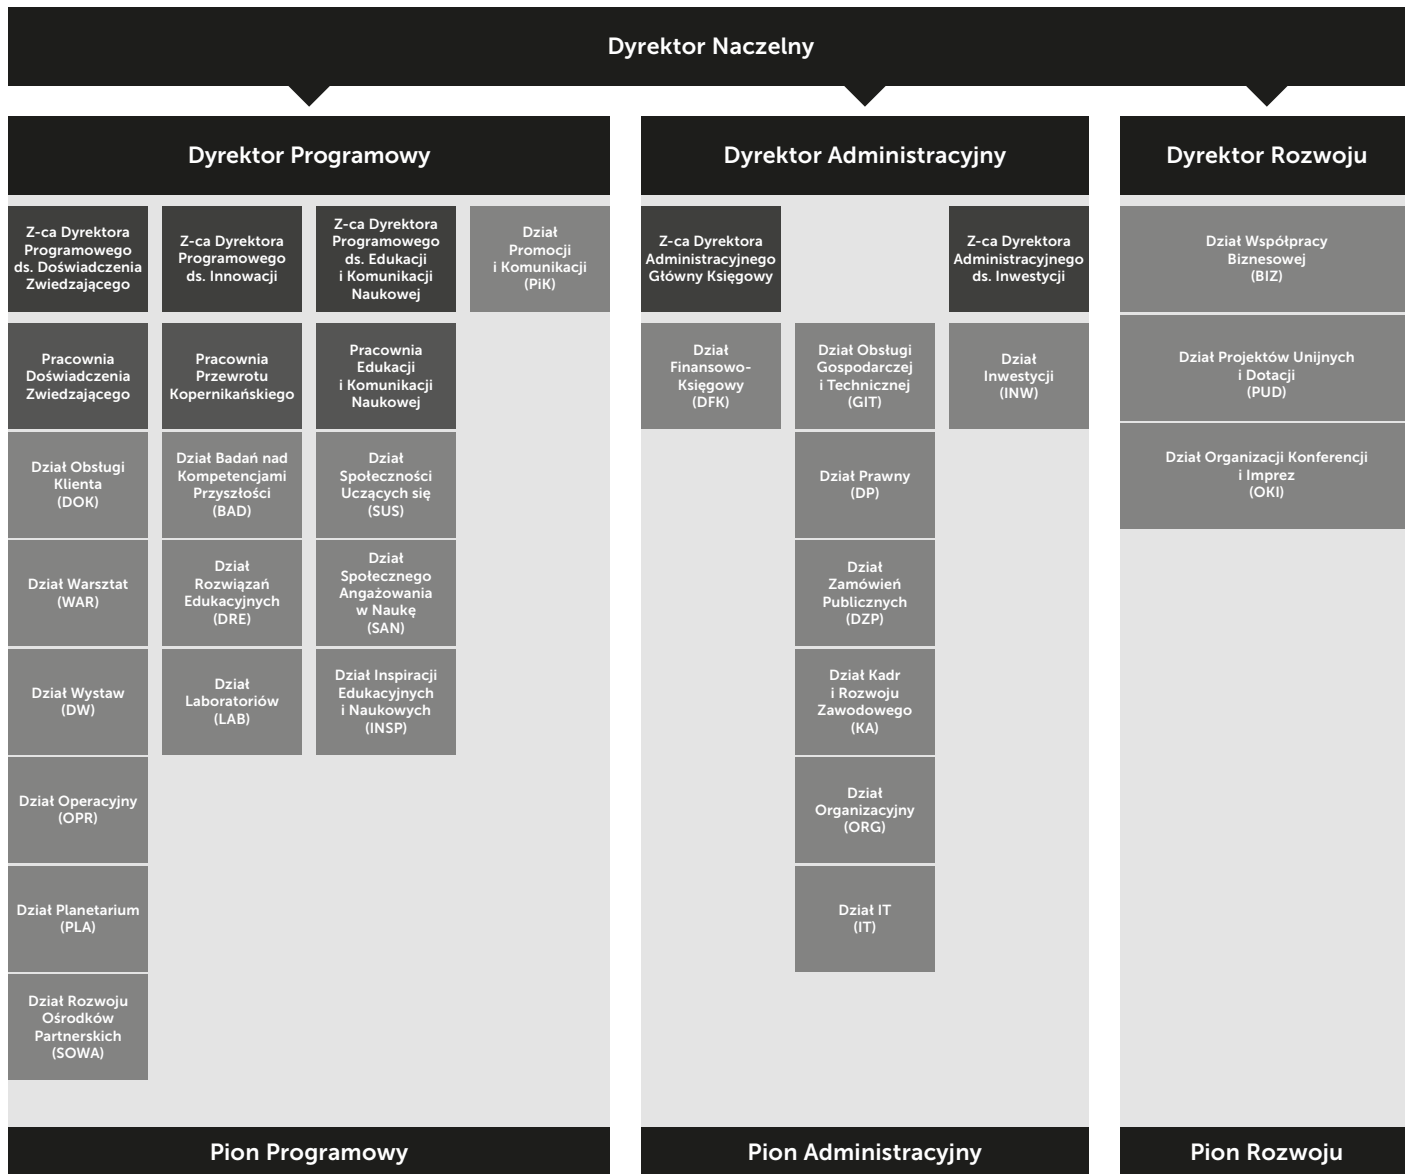 Dyrektor Naczelny
Dyrektor Programowy
Z-ca Dyrektora
Programowego
ds. Doświadczenia
Zwiedzającego
Pracownia
Doświadczenia
Zwiedzającego
Dział Obsługi
Klienta
(DOK)
Dział Warsztat
(WAR)
Dział Wystaw
(DW)
Dział Operacyjny
(OPR)
Dział Planetarium
(PLA)
Dział Rozwoju
Ośrodków
Partnerskich
(SOWA)
Z-ca Dyrektora
Programowego
ds. Innowacji
Pracownia
Przewrotu
Kopernikańskiego
Dział Badań nad
Kompetencjami
Przyszłości
(BAD)
Dział
Rozwiązań
Edukacyjnych
(DRE)
Dział
Laboratoriów
(LAB)
Z-ca Dyrektora
Programowego
ds. Edukacji
i Komunikacji
Naukowej
Pracownia
Edukacji
i Komunikacji
Naukowej
Dział
Społeczności
Uczących się
(SUS)
Dział
Społecznego
Angażowania
w Naukę
(SAN)
Dział Inspiracji
Edukacyjnych
i Naukowych
(INSP)
Dział
Promocji
i Komunikacji
(PiK)
Pion Programowy
Dyrektor Administracyjny
Z-ca Dyrektora
Administracyjnego
Główny Księgowy
Dział
Finansowo-
Księgowy
(DFK)
Dział Obsługi
Gospodarczej
i Technicznej
(GIT)
Dział Prawny
(DP)
Dział
Zamówień
Publicznych
(DZP)
Dział Kadr
i Rozwoju
Zawodowego
(KA)
Dział
Organizacyjny
(ORG)
Dział IT
(IT)
Z-ca Dyrektora
Administracyjnego
ds. Inwestycji
Dział
Inwestycji
(INW)
Pion Administracyjny
Dyrektor Rozwoju
Dział Współpracy
Biznesowej
(BIZ)
Dział Projektów Unijnych
i Dotacji
(PUD)
Dział Organizacji Konferencji
i Imprez
(OKI)
Pion Rozwoju